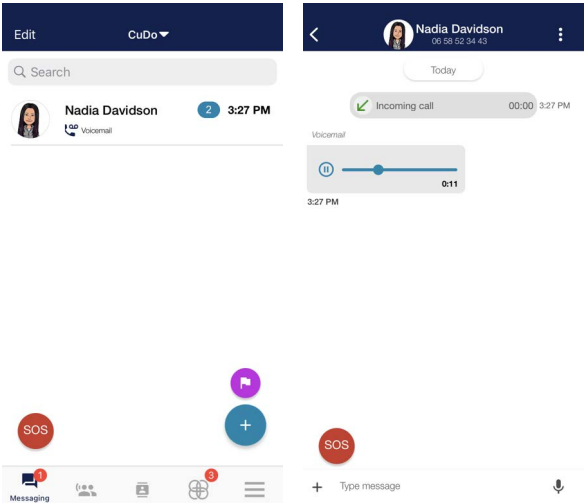 Edit CuDo
Search
Nadia Davidson 2 3:27 PM
Voicemail
SOS
+
1
3
Messaging
Nadia Davidson
06 58 52 34 43
Today
Incoming call 00:00 3:27 PM
Voicemail
0:11
3:27 PM
SOS
+ Type message